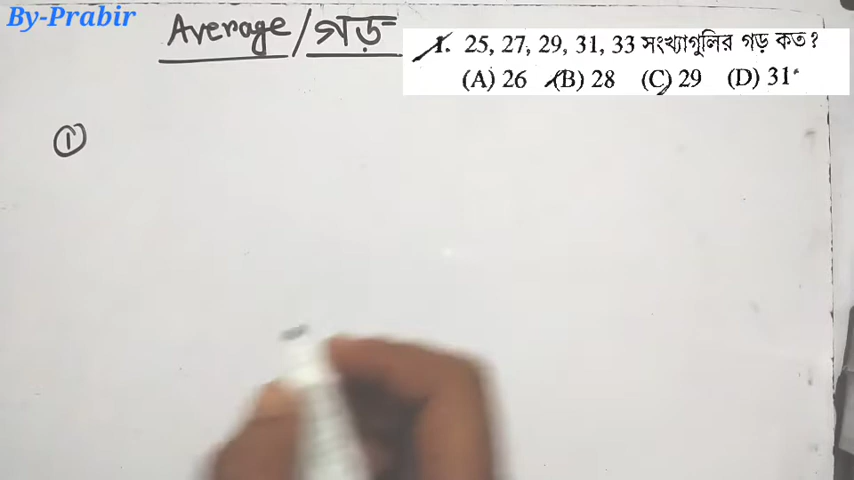 By-Prabir
Average/গড়
1. 25, 27, 29, 31, 33 সংখ্যাগুলির গড় কত?
(A) 26 (B) 28 (C) 29 (D) 31
①